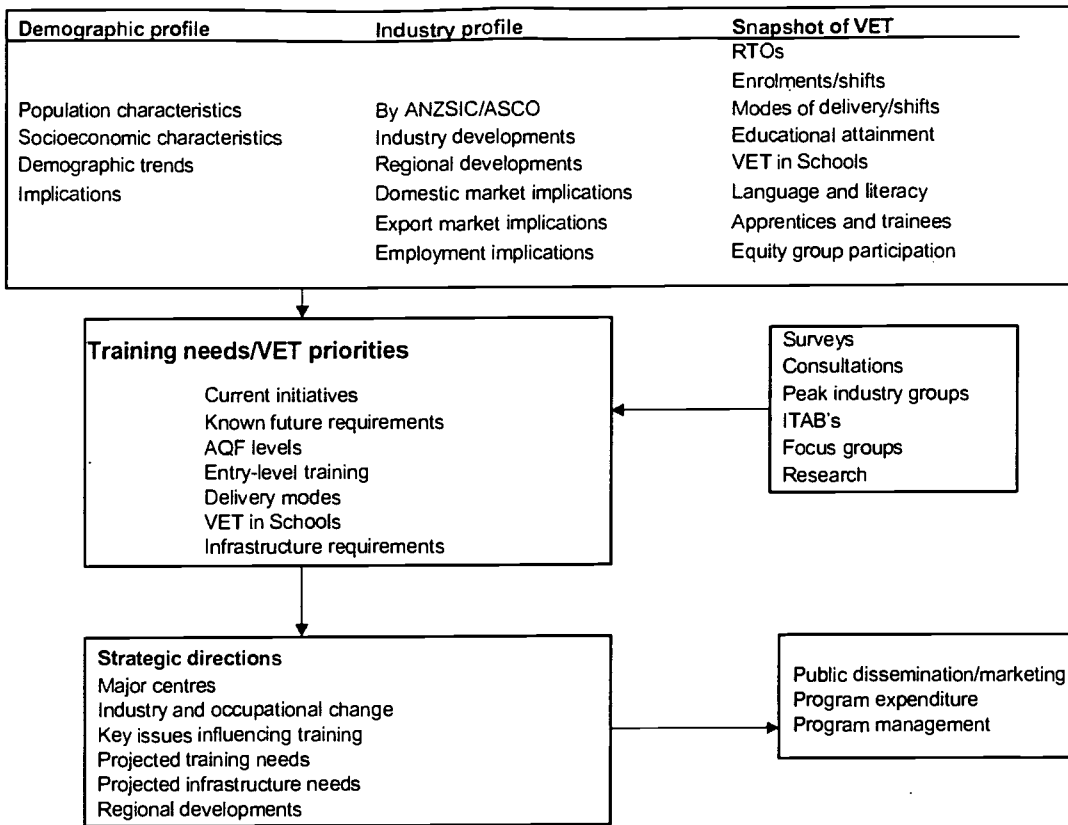 Demographic profile
Population characteristics
Socioeconomic characteristics
Demographic trends
Implications
Industry profile
By ANZSIC/ASCO
Industry developments
Regional developments
Domestic market implications
Export market implications
Employment implications
Snapshot of VET
RTOs
Enrolments/shifts
Modes of delivery/shifts
Educational attainment
VET in Schools
Language and literacy
Apprentices and trainees
Equity group participation
Training needs/VET priorities
Current initiatives
Known future requirements
AQF levels
Entry-level training
Delivery modes
VET in Schools
Infrastructure requirements
Surveys
Consultations
Peak industry groups
ITAB's
Focus groups
Research
Strategic directions
Major centres
Industry and occupational change
Key issues influencing training
Projected training needs
Projected infrastructure needs
Regional developments
Public dissemination/marketing
Program expenditure
Program management